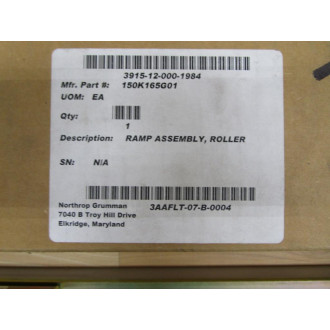 3915-12-000-1984
Mfr. Part #: 150K165G01
UOM: EA
Qty:
1
Description: RAMP ASSEMBLY, ROLLER
SN: N/A
Northrop Grumman
7040 B Troy Hill Drive
Elkridge, Maryland
3AAFLT-07-B-0004